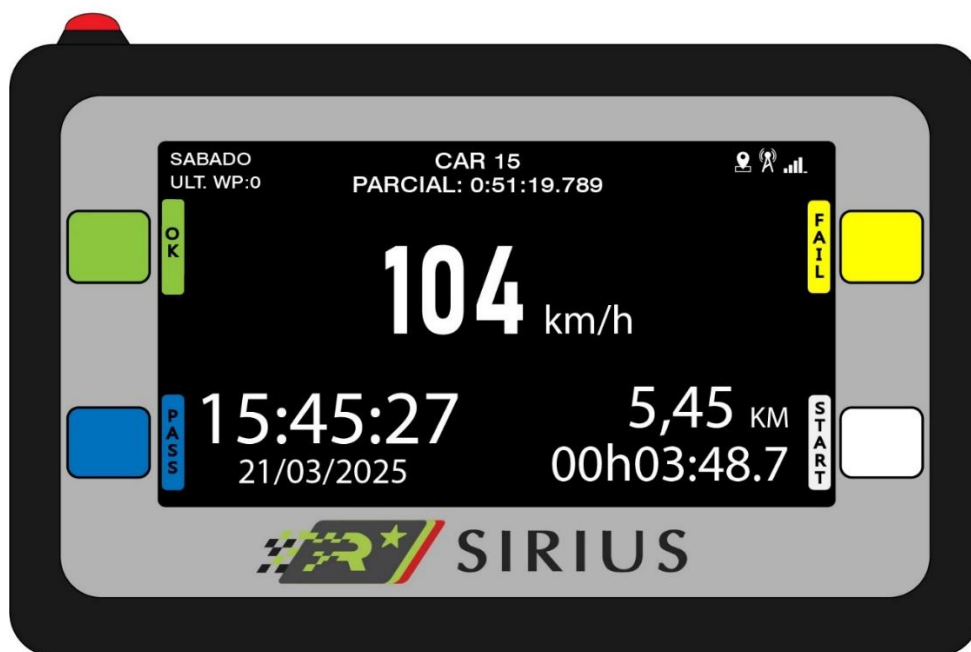 SABADO
CAR 15
ULT. WP:0
PARCIAL: 0:51:19.789
OK
FAIL
104 km/h
PASS
15:45:27
5,45 KM
START
21/03/2025
00h03:48.7
R
SIRIUS